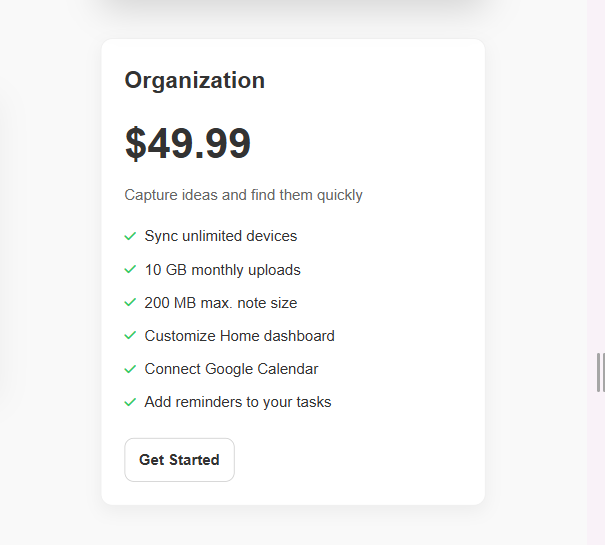 Organization
$49.99
Capture ideas and find them quickly
Sync unlimited devices
10 GB monthly uploads
200 MB max. note size
Customize Home dashboard
Connect Google Calendar
Add reminders to your tasks
Get Started